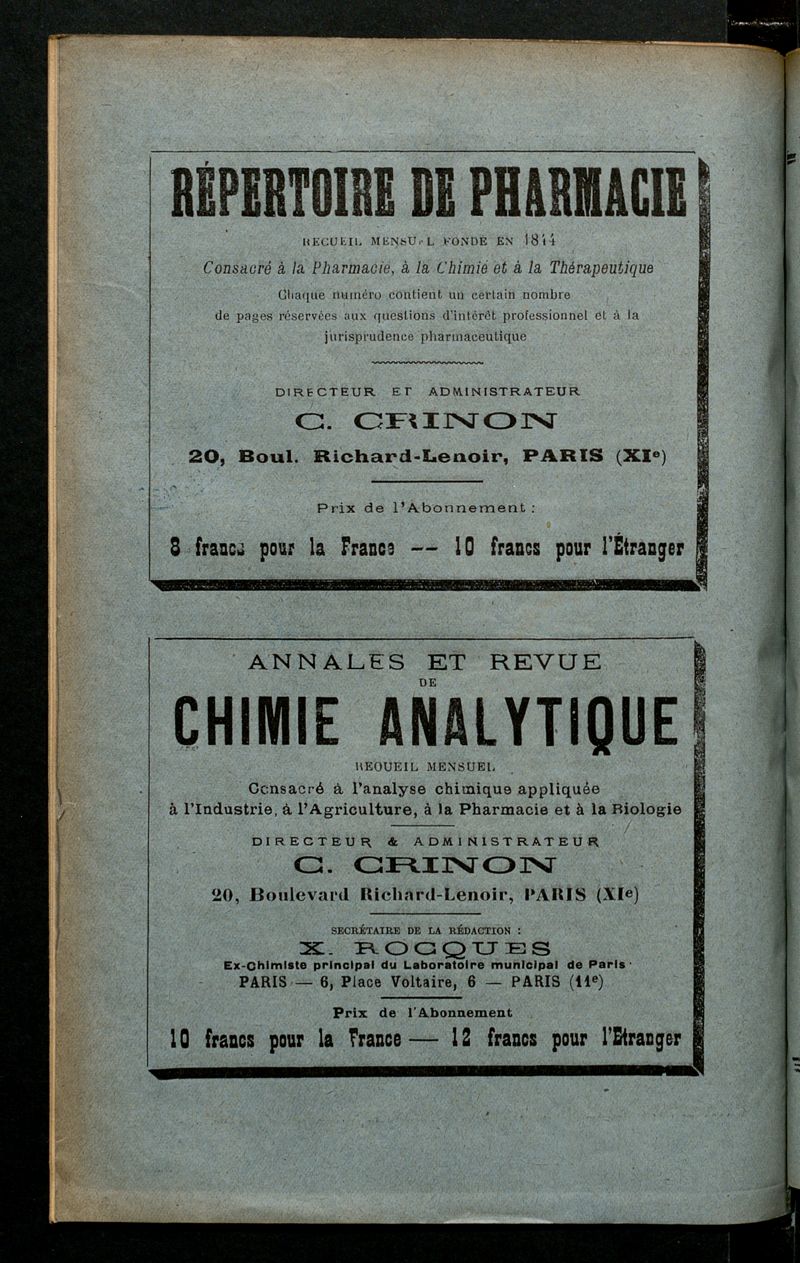 RÉPERTOIRE DE PHARMACIE
RECUEIL MENSUEL FONDÉ EN 1844
Consacré à la Pharmacie, à la Chimie et à la Thérapeutique
Chaque numéro contient un certain nombre
de pages réservées aux questions d'intérêt professionnel et à la
jurisprudence pharmaceutique
DIRECTEUR ET ADMINISTRATEUR
C. CRINON
20, Boul. Richard-Lenoir, PARIS (XIe)
Prix de l'Abonnement :
8 francs pour la France -- 10 francs pour l'Étranger
ANNALES ET REVUE
DE
CHIMIE ANALYTIQUE
RECUEIL MENSUEL
Consacré à l'analyse chimique appliquée
à l'Industrie, à l'Agriculture, à la Pharmacie et à la Biologie
DIRECTEUR & ADMINISTRATEUR
C. CRINON
20, Boulevard Richard-Lenoir, PARIS (XIe)
SECRÉTAIRE DE LA RÉDACTION :
X. ROCQUES
Ex-Chimiste principal du Laboratoire municipal de Paris
PARIS — 6, Place Voltaire, 6 — PARIS (11e)
Prix de l'Abonnement
10 francs pour la France — 12 francs pour l'Etranger